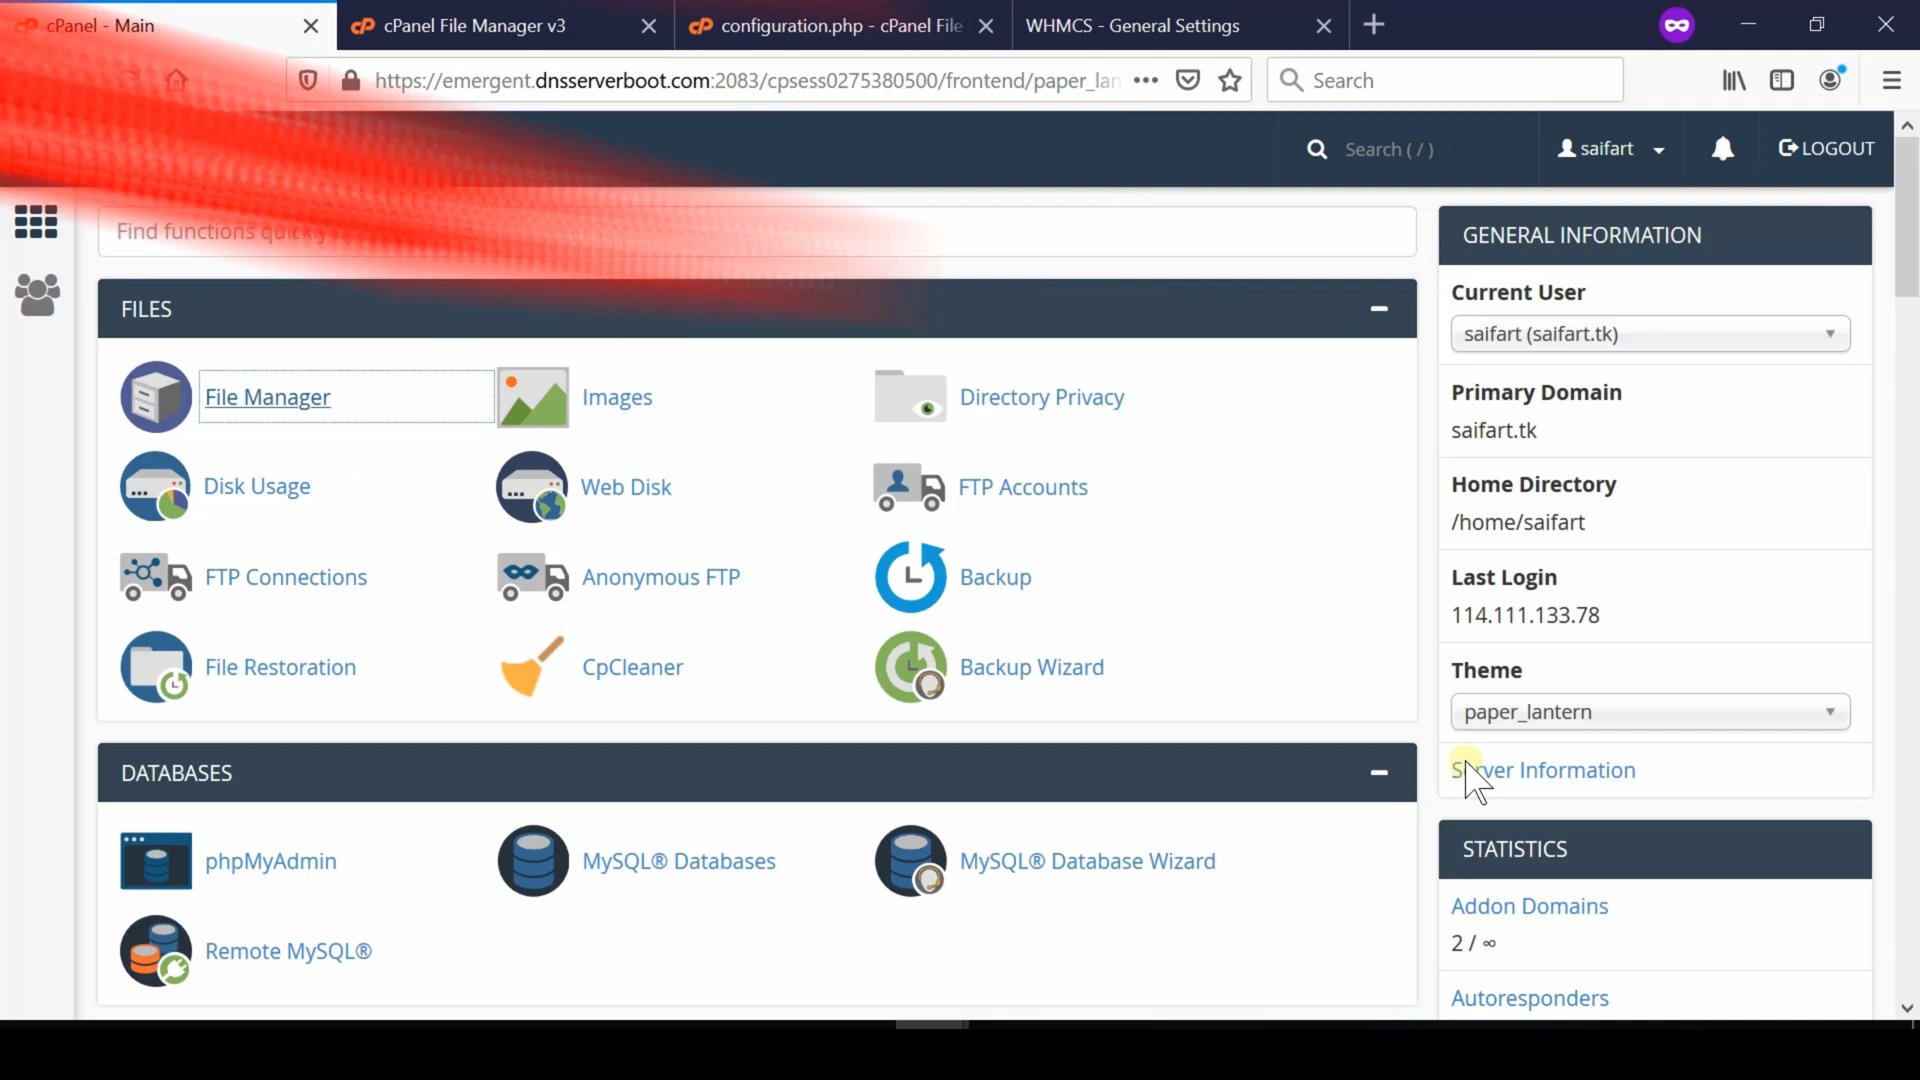 cPanel - Main
cPanel File Manager v3
configuration.php - cPanel File
WHMCS - General Settings
https://emergent.dnsserverboot.com:2083/cpsess0275380500/frontend/paper_lan
Search
Search ( / )
saifart
LOGOUT
Find functions quickly
GENERAL INFORMATION
FILES
Current User
saifart (saifart.tk)
File Manager
Images
Directory Privacy
Primary Domain
saifart.tk
Disk Usage
Web Disk
FTP Accounts
Home Directory
/home/saifart
FTP Connections
Anonymous FTP
Backup
Last Login
114.111.133.78
File Restoration
CpCleaner
Backup Wizard
Theme
paper_lantern
Server Information
DATABASES
STATISTICS
phpMyAdmin
MySQL® Databases
MySQL® Database Wizard
Addon Domains
2 / ∞
Remote MySQL®
Autoresponders